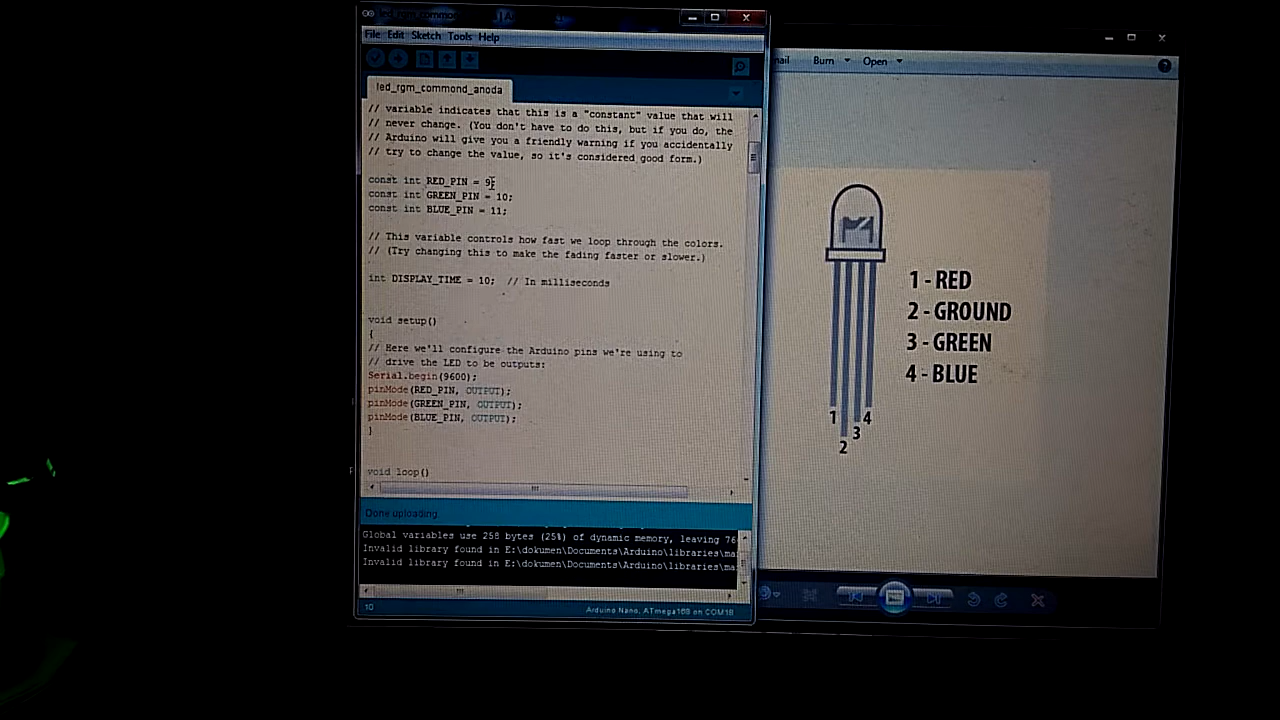 File Edit Sketch Tools Help
led_rgm_commond_anoda
// variable indicates that this is a "constant" value that will
// never change. (You don't have to do this, but if you do, the
// Arduino will give you a friendly warning if you accidentally
// try to change the value, so it's considered good form.)
const int RED_PIN = 9;
const int GREEN_PIN = 10;
const int BLUE_PIN = 11;
// This variable controls how fast we loop through the colors.
// (Try changing this to make the fading faster or slower.)
int DISPLAY_TIME = 10; // In milliseconds
void setup()
{
// Here we'll configure the Arduino pins we're using to
// drive the LED to be outputs:
Serial.begin(9600);
pinMode(RED_PIN, OUTPUT);
pinMode(GREEN_PIN, OUTPUT);
pinMode(BLUE_PIN, OUTPUT);
}
void loop()
Done uploading.
Global variables use 258 bytes (25%) of dynamic memory, leaving 76
Invalid library found in E:\dokumen\Documents\Arduino\libraries\ma
Invalid library found in E:\dokumen\Documents\Arduino\libraries\ma
10 Arduino Nano, ATmega168 on COM18
Burn Open
1 - RED
2 - GROUND
3 - GREEN
4 - BLUE
1 4
3
2